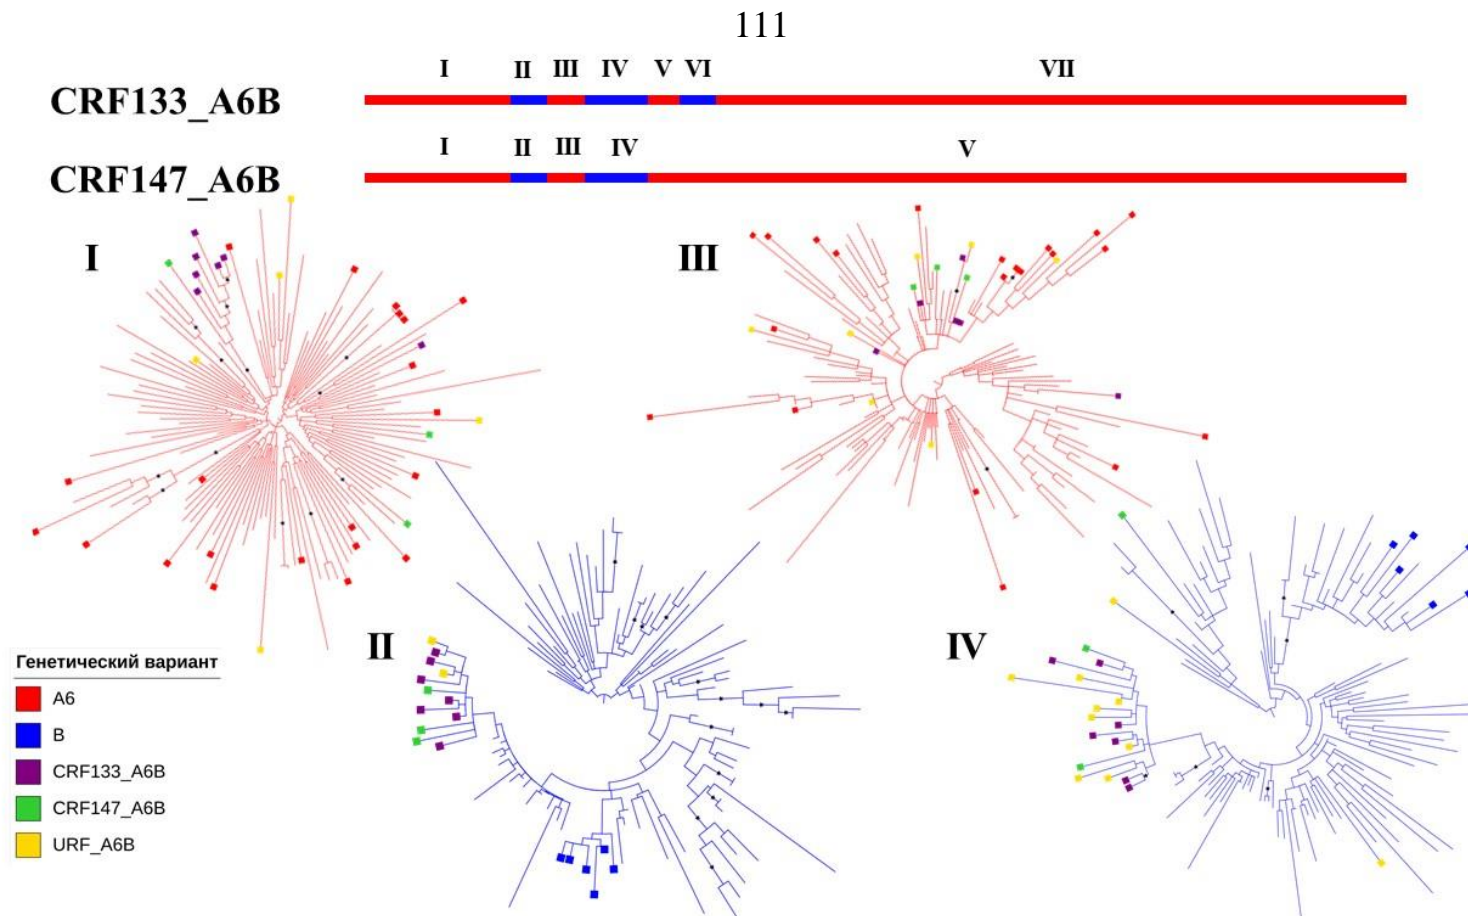 111
I II III IV V VI VII
CRF133_A6B
I II III IV V
CRF147_A6B
I
III
II
IV
Генетический вариант
A6
B
CRF133_A6B
CRF147_A6B
URF_A6B